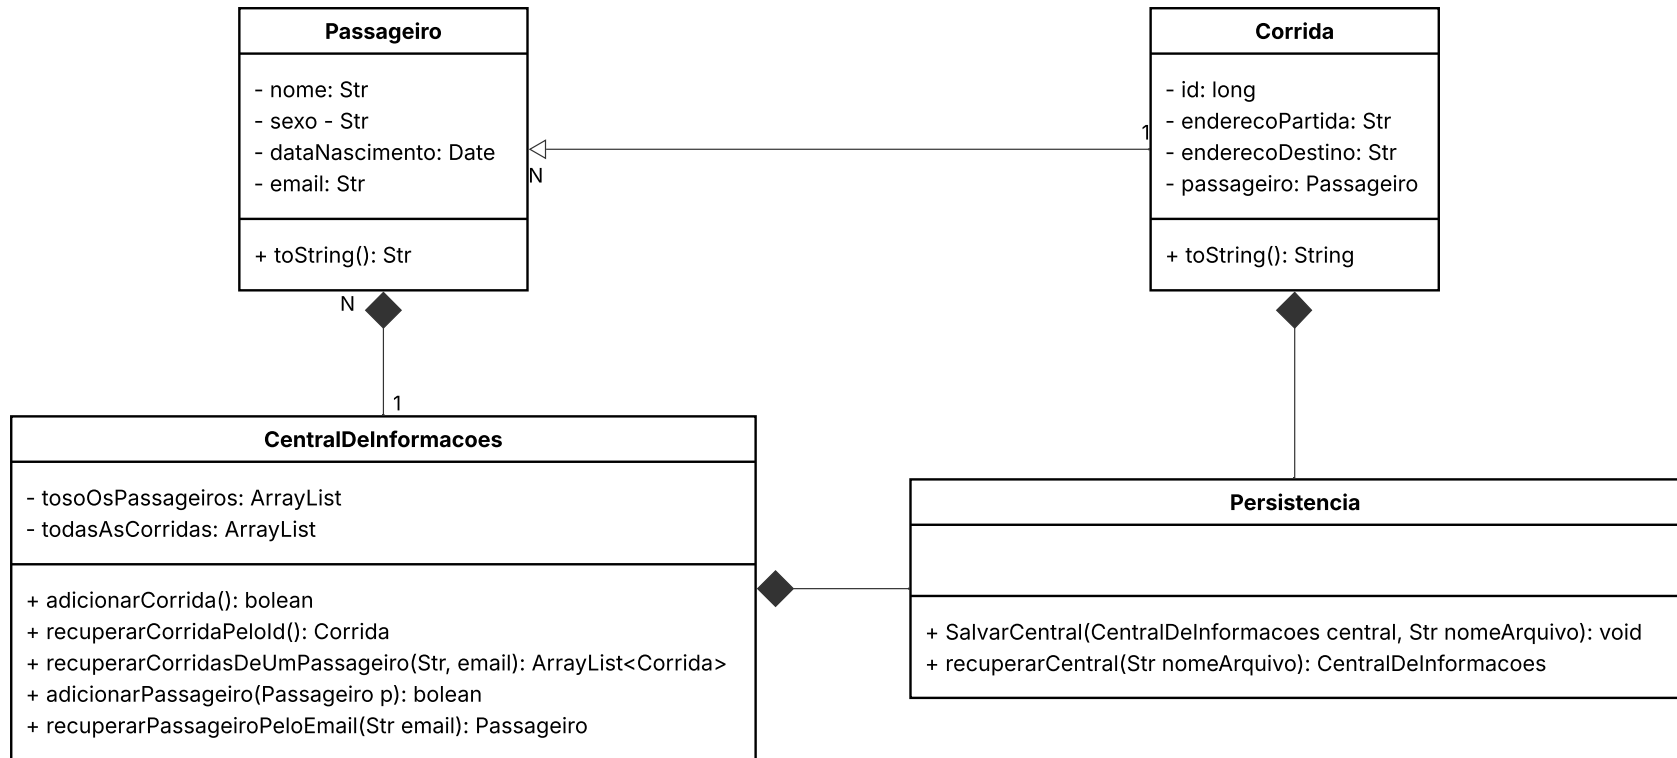 Passageiro
- nome: Str
- sexo - Str
- dataNascimento: Date
- email: Str
+ toString(): Str
N
1
N
1
Corrida
- id: long
- enderecoPartida: Str
- enderecoDestino: Str
- passageiro: Passageiro
+ toString(): String
CentralDeInformacoes
- tosoOsPassageiros: ArrayList
- todasAsCorridas: ArrayList
+ adicionarCorrida(): bolean
+ recuperarCorridaPeloId(): Corrida
+ recuperarCorridasDeUmPassageiro(Str, email): ArrayList<Corrida>
+ adicionarPassageiro(Passageiro p): bolean
+ recuperarPassageiroPeloEmail(Str email): Passageiro
Persistencia
+ SalvarCentral(CentralDeInformacoes central, Str nomeArquivo): void
+ recuperarCentral(Str nomeArquivo): CentralDeInformacoes